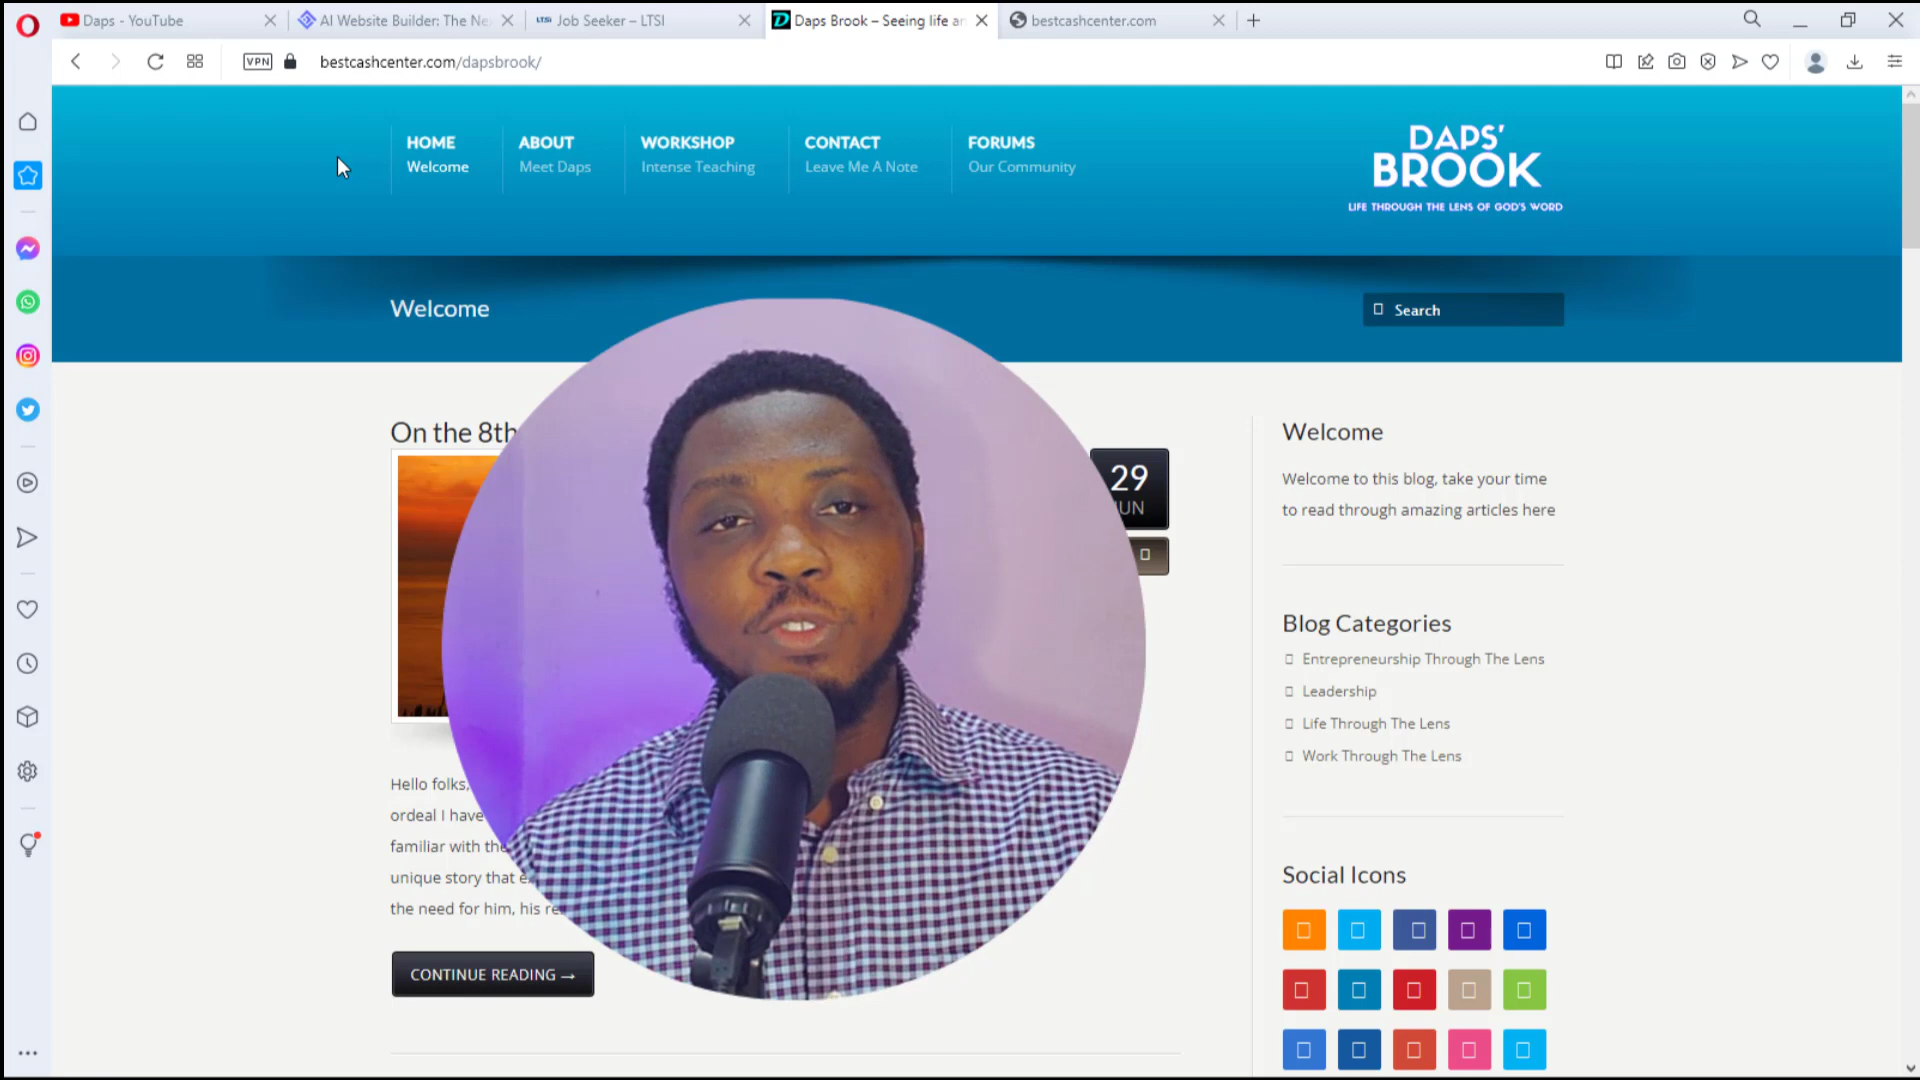 Daps - YouTube
AI Website Builder: The Ne
LTSI Job Seeker – LTSI
Daps Brook – Seeing life a
bestcashcenter.com
VPN
bestcashcenter.com/dapsbrook/
HOME
Welcome
ABOUT
Meet Daps
WORKSHOP
Intense Teaching
CONTACT
Leave Me A Note
FORUMS
Our Community
DAPS'
BROOK
LIFE THROUGH THE LENS OF GOD'S WORD
Welcome
Search
On the 8th
29
UN
Hello folks,
ordeal I have
familiar with the
unique story that e
the need for him, his re
CONTINUE READING →
Welcome
Welcome to this blog, take your time
to read through amazing articles here
Blog Categories
Entrepreneurship Through The Lens
Leadership
Life Through The Lens
Work Through The Lens
Social Icons